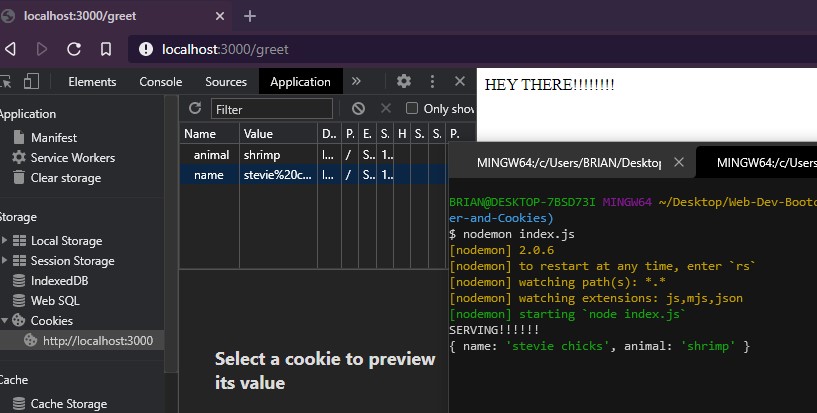 localhost:3000/greet
localhost:3000/greet
Elements Console Sources Application »
Application
Manifest
Service Workers
Clear storage
Storage
Local Storage
Session Storage
IndexedDB
Web SQL
Cookies
http://localhost:3000
Cache
Cache Storage
Filter
Only show
Name Value D.. P. E. S. H S. S. P.
animal shrimp l... / S.. 1..
name stevie%20c... l... / S.. 1..
Select a cookie to preview
its value
HEY THERE!!!!!!!!
MINGW64:/c/Users/BRIAN/Desktop
MINGW64:/c/Users
BRIAN@DESKTOP-7BSD73I MINGW64 ~/Desktop/Web-Dev-Bootc
er-and-Cookies)
$ nodemon index.js
[nodemon] 2.0.6
[nodemon] to restart at any time, enter `rs`
[nodemon] watching path(s): *.*
[nodemon] watching extensions: js,mjs,json
[nodemon] starting `node index.js`
SERVING!!!!!!
{ name: 'stevie chicks', animal: 'shrimp' }